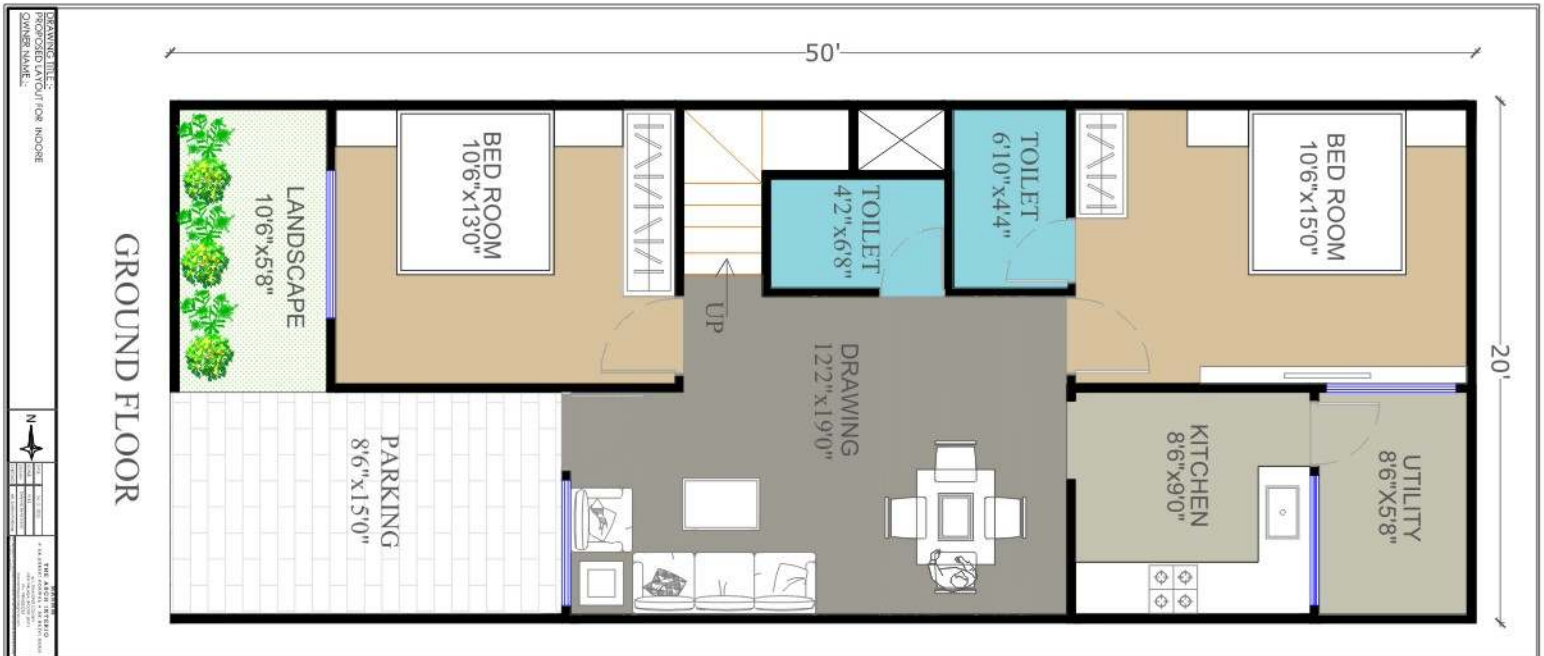 DRAWING TITLE :-
PROPOSED LAYOUT FOR INDORE
OWNER NAME :-
50'
20'
GROUND FLOOR
LANDSCAPE
10'6"x5'8"
BED ROOM
10'6"x13'0"
UP
TOILET
4'2"x6'8"
TOILET
6'10"x4'4"
BED ROOM
10'6"x15'0"
PARKING
8'6"x15'0"
DRAWING
12'2"x19'0"
KITCHEN
8'6"x9'0"
UTILITY
8'6"X5'8"
N
THE ARCH INTERIO